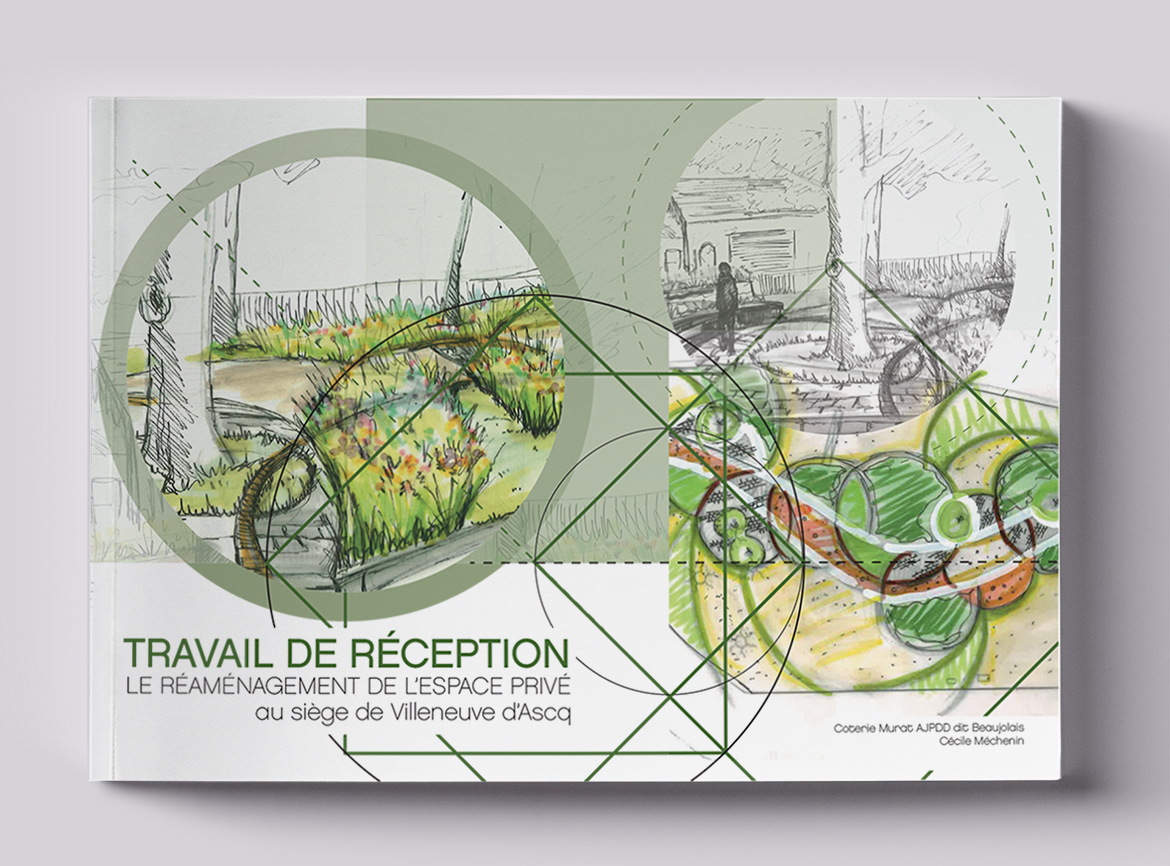 TRAVAIL DE RÉCEPTION
LE RÉAMÉNAGEMENT DE L'ESPACE PRIVÉ
au siège de Villeneuve d'Ascq
Coterie Murat AJPDD dit Beaujolais
Cécile Méchenin